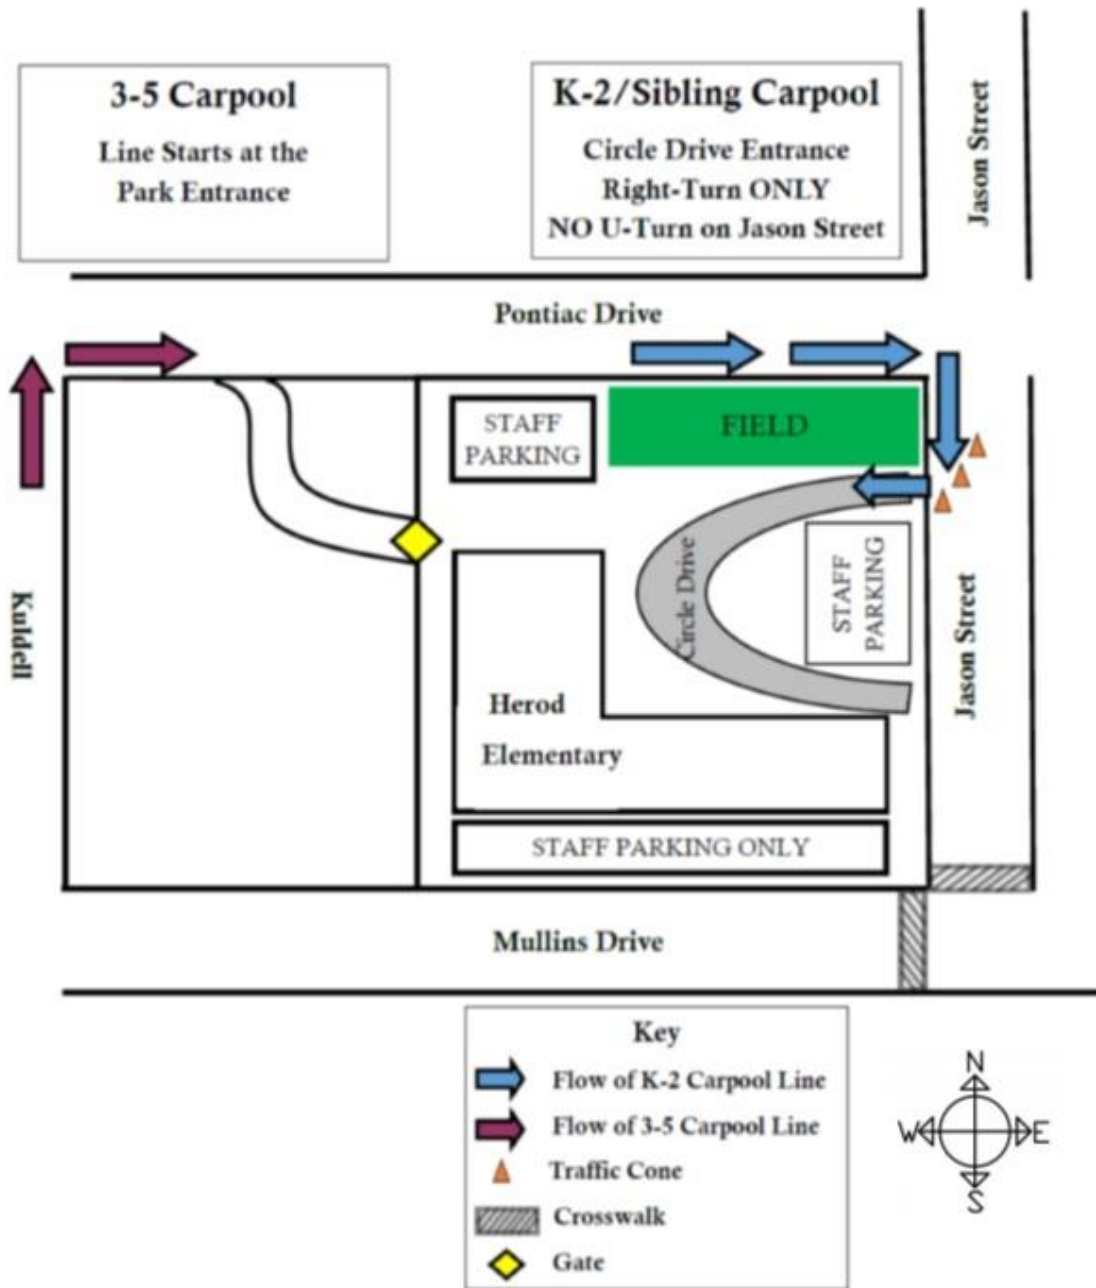 3-5 Carpool
Line Starts at the
Park Entrance
K-2/Sibling Carpool
Circle Drive Entrance
Right-Turn ONLY
NO U-Turn on Jason Street
Jason Street
Pontiac Drive
STAFF
PARKING
FIELD
Kuldell
Circle Drive
STAFF
PARKING
Jason Street
Herod
Elementary
STAFF PARKING ONLY
Mullins Drive
Key
Flow of K-2 Carpool Line
Flow of 3-5 Carpool Line
Traffic Cone
Crosswalk
Gate
N
W
E
S